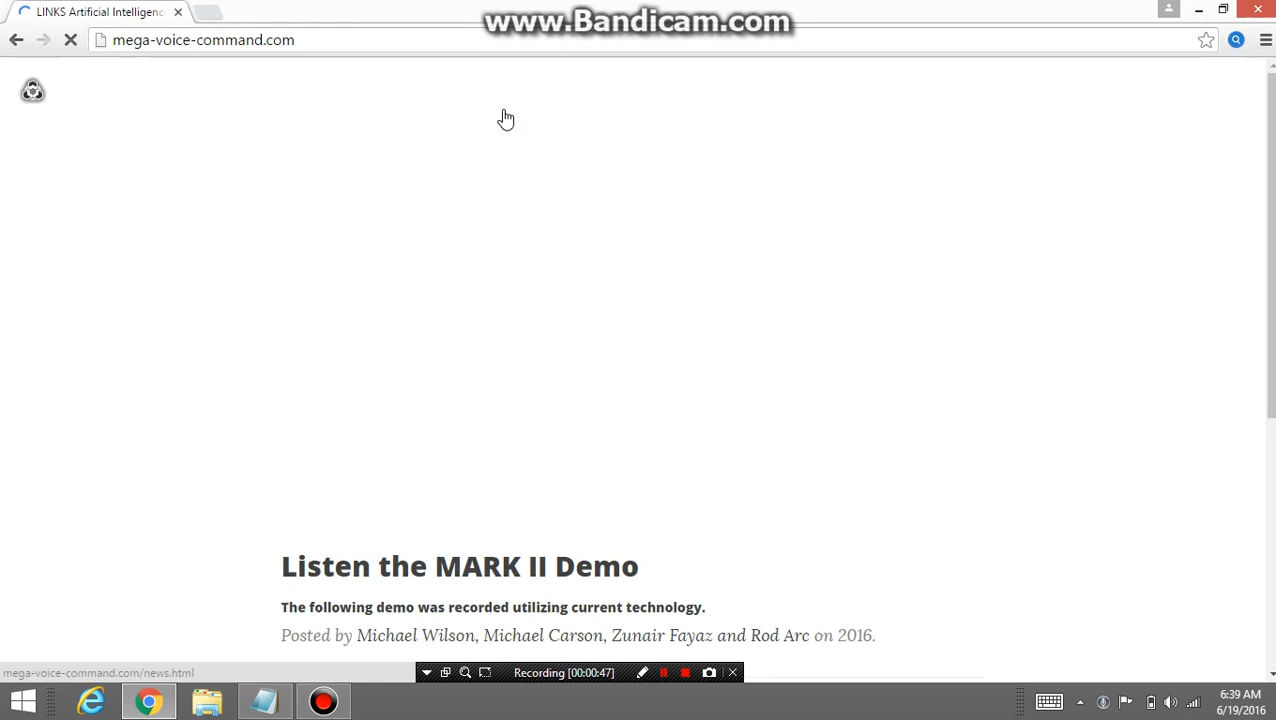 LINKS Artificial Intelligenc
www.Bandicam.com
mega-voice-command.com
Listen the MARK II Demo
The following demo was recorded utilizing current technology.
Posted by Michael Wilson, Michael Carson, Zunair Fayaz and Rod Arc on 2016.
mega-voice-command.com/news.html
Recording [00:00:47]
6:39 AM
6/19/2016